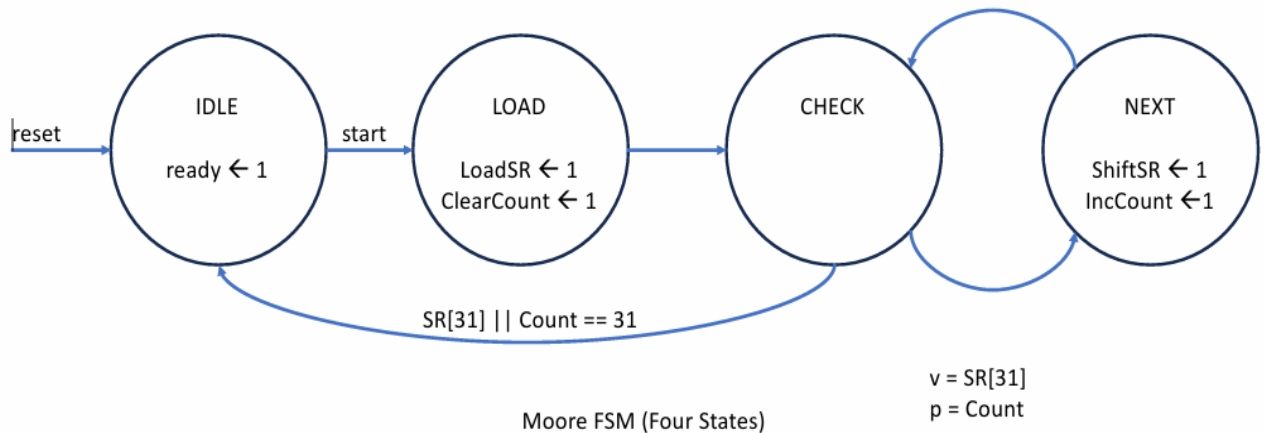 reset
IDLE
ready ← 1
start
LOAD
LoadSR ← 1
ClearCount ← 1
CHECK
NEXT
ShiftSR ← 1
IncCount ←1
SR[31] || Count == 31
v = SR[31]
p = Count
Moore FSM (Four States)